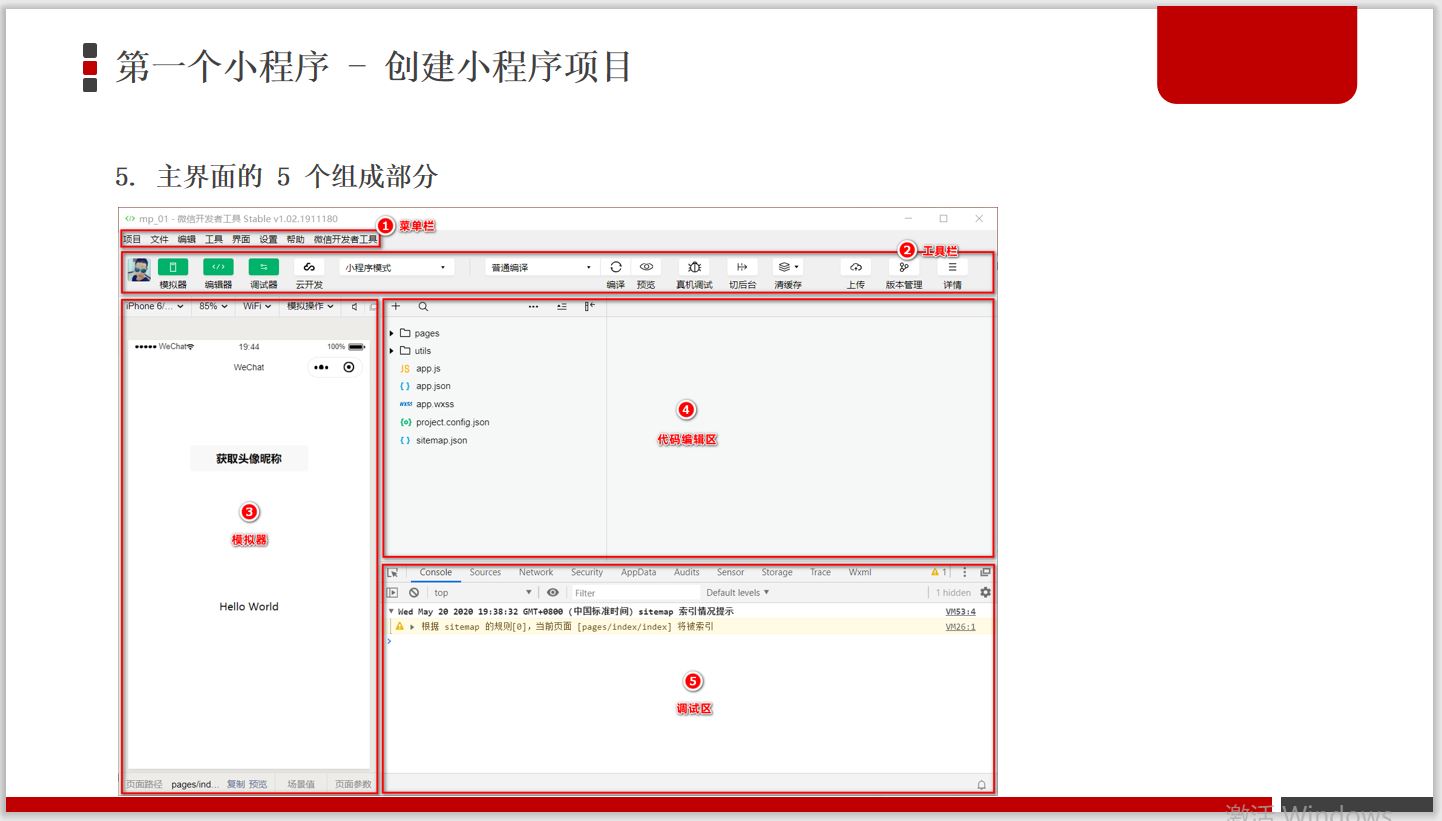 第一个小程序 - 创建小程序项目
5. 主界面的 5 个组成部分
mp_01 - 微信开发者工具 Stable v1.02.1911180
项目 文件 编辑 工具 界面 设置 帮助 微信开发者工具
1 菜单栏
2 工具栏
小程序模式 普通编译
模拟器 编辑器 调试器 云开发 编译 预览 真机调试 切后台 清缓存 上传 版本管理 详情
iPhone 6/... 85% WiFi 模拟操作
WeChat 19:44 100%
WeChat
获取头像昵称
3
模拟器
Hello World
页面路径 pages/ind... 复制 预览 场景值 页面参数
pages
utils
JS app.js
{ } app.json
wxss app.wxss
{o} project.config.json
{ } sitemap.json
4
代码编辑区
Console Sources Network Security AppData Audits Sensor Storage Trace Wxml 1
top Filter Default levels 1 hidden
Wed May 20 2020 19:38:32 GMT+0800 (中国标准时间) sitemap 索引情况提示 VM53:4
根据 sitemap 的规则[0]，当前页面 [pages/index/index] 将被索引 VM26:1
5
调试区
激活 Windows